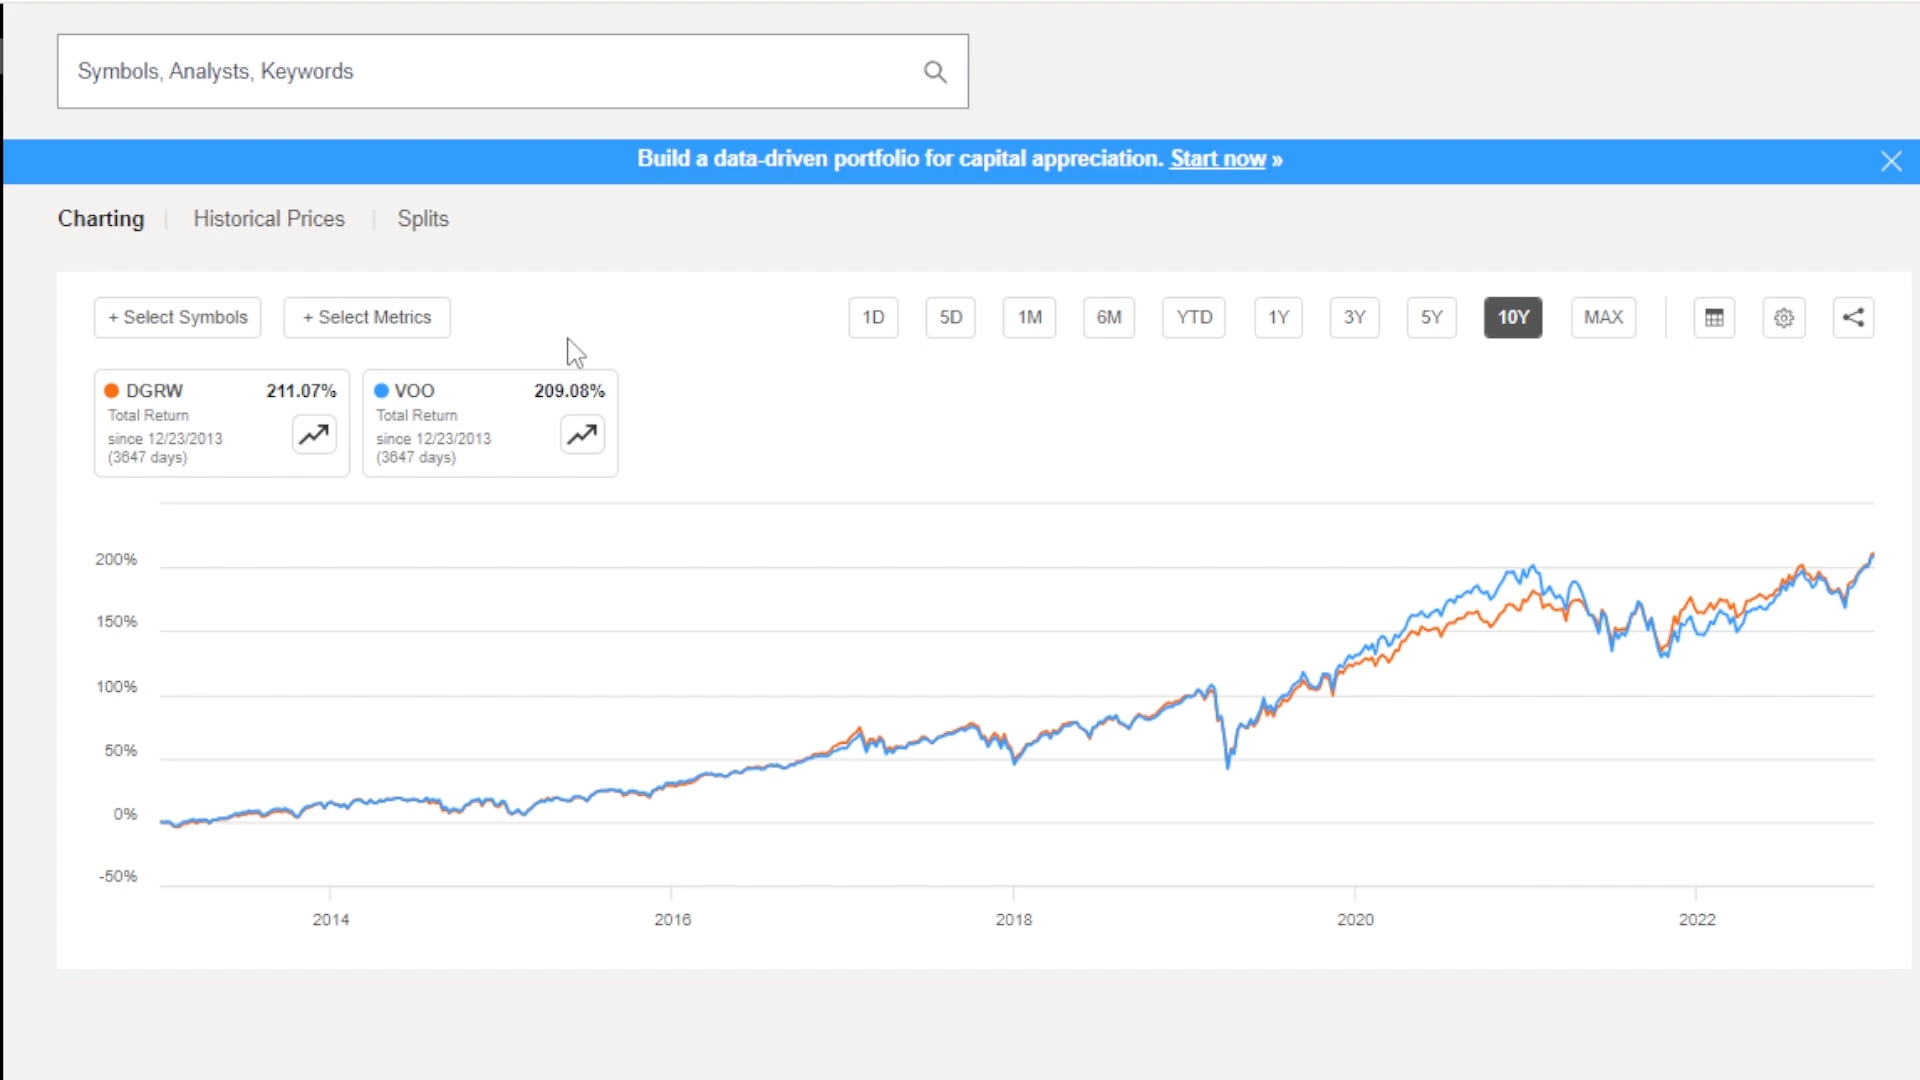 Symbols, Analysts, Keywords
Build a data-driven portfolio for capital appreciation. Start now »
Charting
Historical Prices
Splits
+ Select Symbols
+ Select Metrics
1D
5D
1M
6M
YTD
1Y
3Y
5Y
10Y
MAX
DGRW 211.07%
Total Return
since 12/23/2013
(3647 days)
VOO 209.08%
Total Return
since 12/23/2013
(3647 days)
200%
150%
100%
50%
0%
-50%
2014
2016
2018
2020
2022